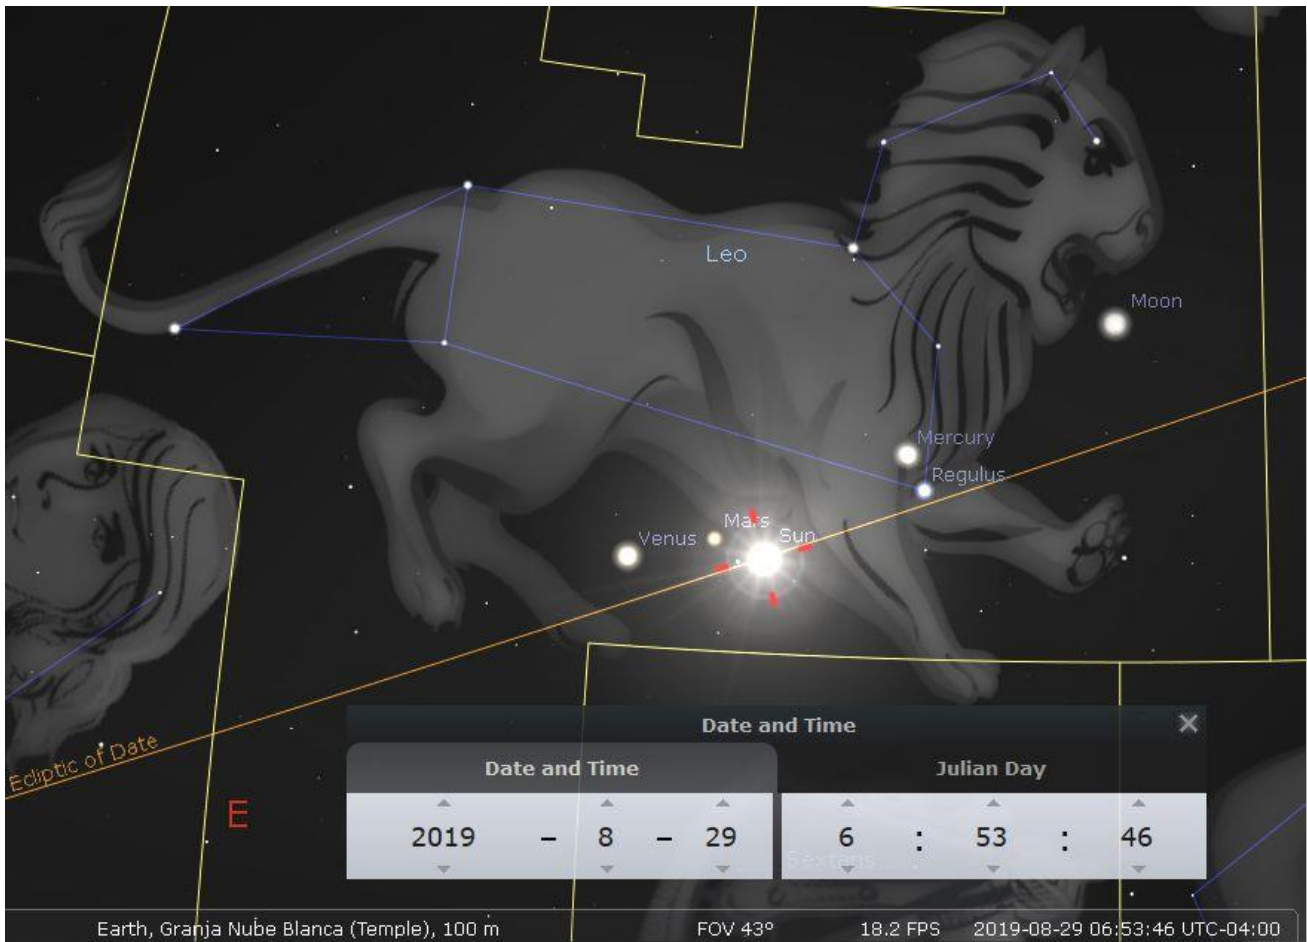 Leo
Moon
Mercury
Regulus
Mars
Sun
Venus
Ecliptic of Date
E
Date and Time
Date and Time
Julian Day
2019 - 8 - 29 6 : 53 : 46
Sextans
Earth, Granja Nube Blanca (Temple), 100 m FOV 43° 18.2 FPS 2019-08-29 06:53:46 UTC-04:00